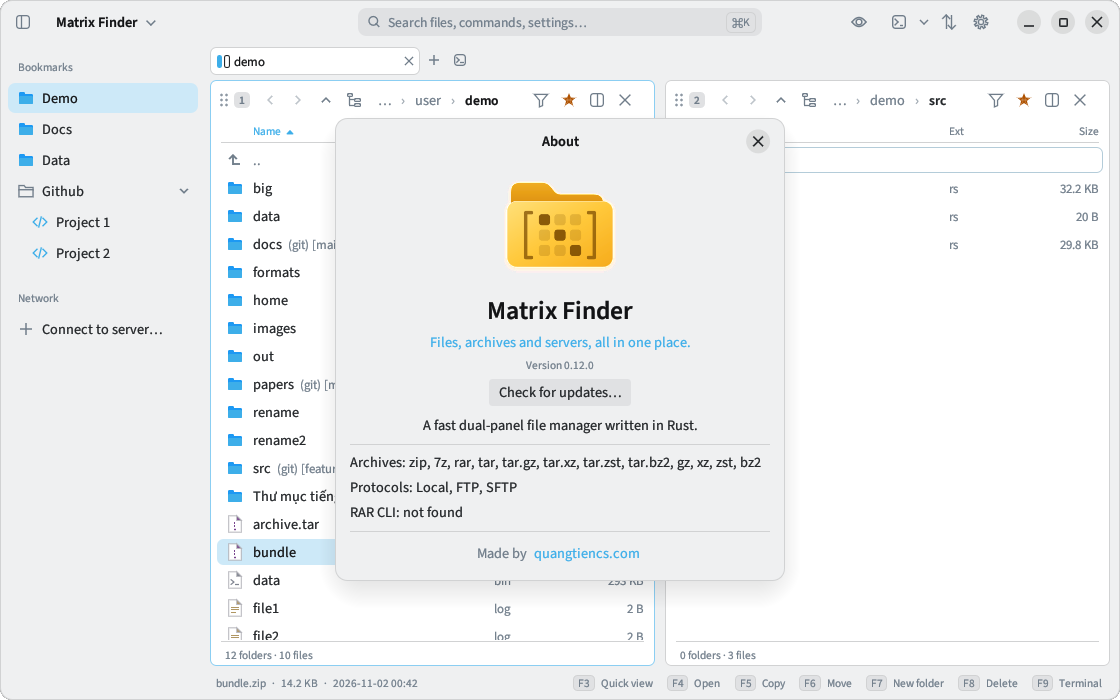 Matrix Finder
Search files, commands, settings…
⌘K
Bookmarks
Demo
Docs
Data
Github
Project 1
Project 2
Network
Connect to server…
demo
1
… › user › demo
Name
..
big
data
docs (git) [mai
formats
home
images
out
papers (git) [m
rename
rename2
src (git) [featur
Thư mục tiến
archive.tar
bundle
data bin 293 KB
file1 log 2 B
file2 log 2 B
12 folders · 10 files
2
… › demo › src
Ext Size
rs 32.2 KB
rs 20 B
rs 29.8 KB
0 folders · 3 files
About
Matrix Finder
Files, archives and servers, all in one place.
Version 0.12.0
Check for updates…
A fast dual-panel file manager written in Rust.
Archives: zip, 7z, rar, tar, tar.gz, tar.xz, tar.zst, tar.bz2, gz, xz, zst, bz2
Protocols: Local, FTP, SFTP
RAR CLI: not found
Made by quangtiencs.com
bundle.zip · 14.2 KB · 2026-11-02 00:42
F3 Quick view F4 Open F5 Copy F6 Move F7 New folder F8 Delete F9 Terminal